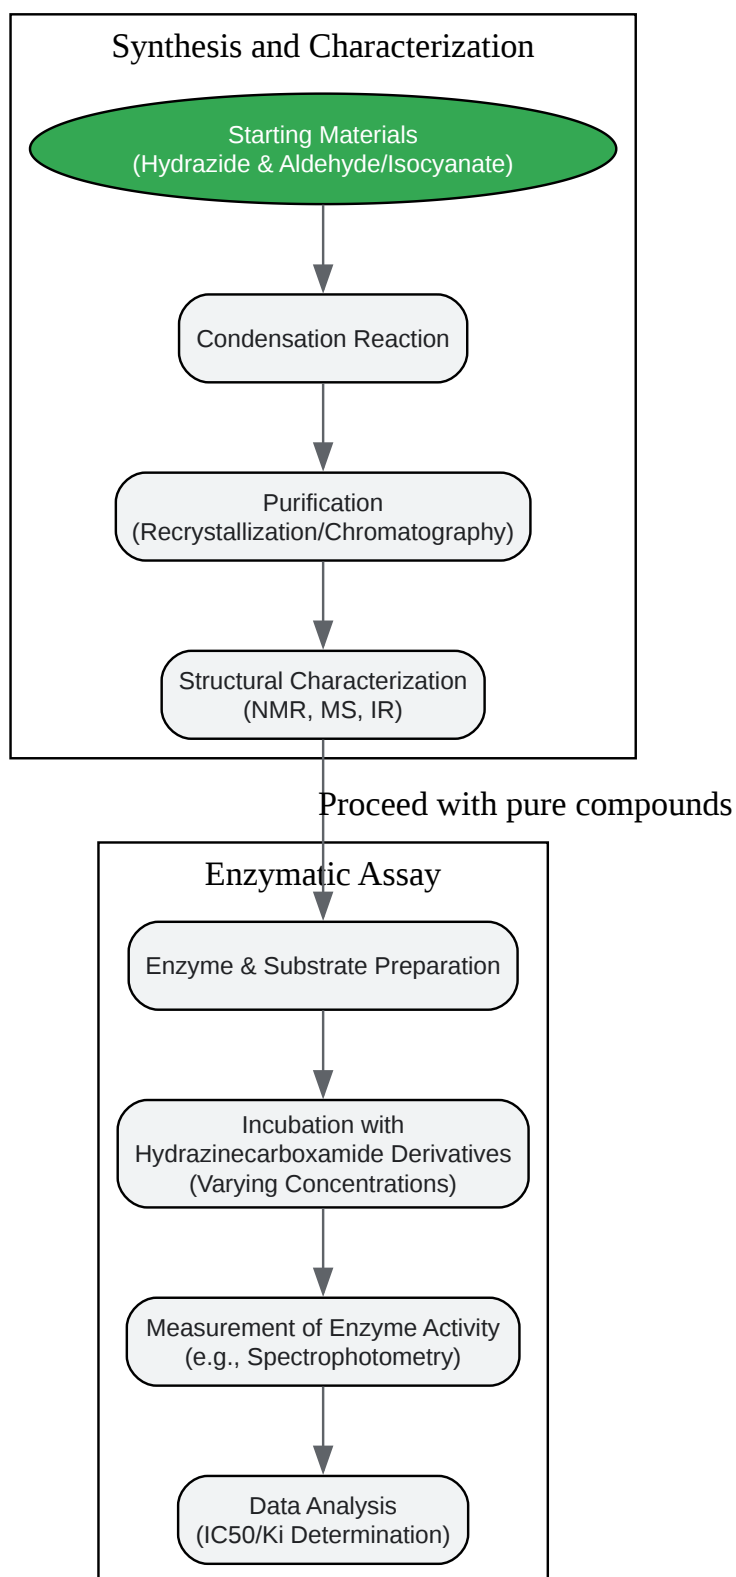 Synthesis and Characterization
Starting Materials
(Hydrazide & Aldehyde/Isocyanate)
Condensation Reaction
Purification
(Recrystallization/Chromatography)
Structural Characterization
(NMR, MS, IR)
Proceed with pure compounds
Enzymatic Assay
Enzyme & Substrate Preparation
Incubation with
Hydrazinecarboxamide Derivatives
(Varying Concentrations)
Measurement of Enzyme Activity
(e.g., Spectrophotometry)
Data Analysis
(IC50/Ki Determination)